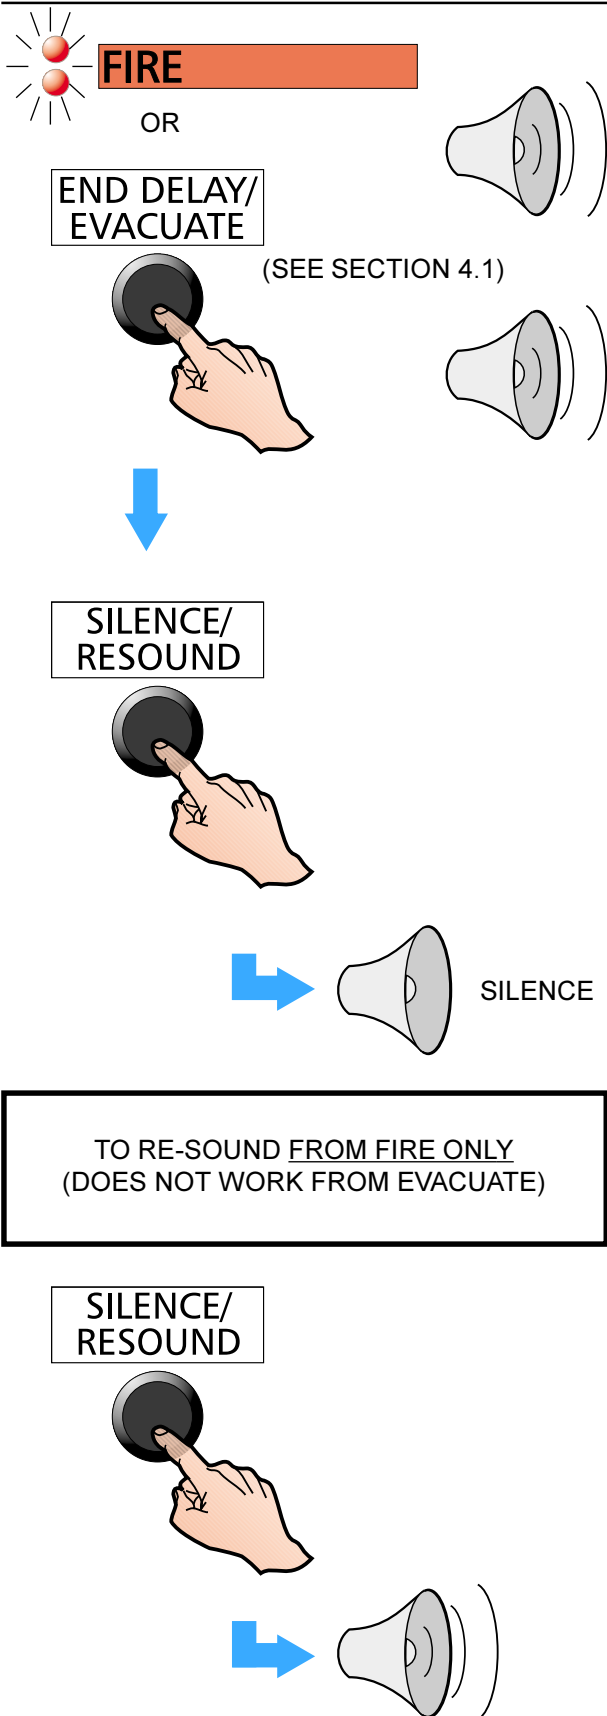 FIRE
OR
END DELAY/
EVACUATE
(SEE SECTION 4.1)
SILENCE/
RESOUND
SILENCE
TO RE-SOUND FROM FIRE ONLY
(DOES NOT WORK FROM EVACUATE)
SILENCE/
RESOUND